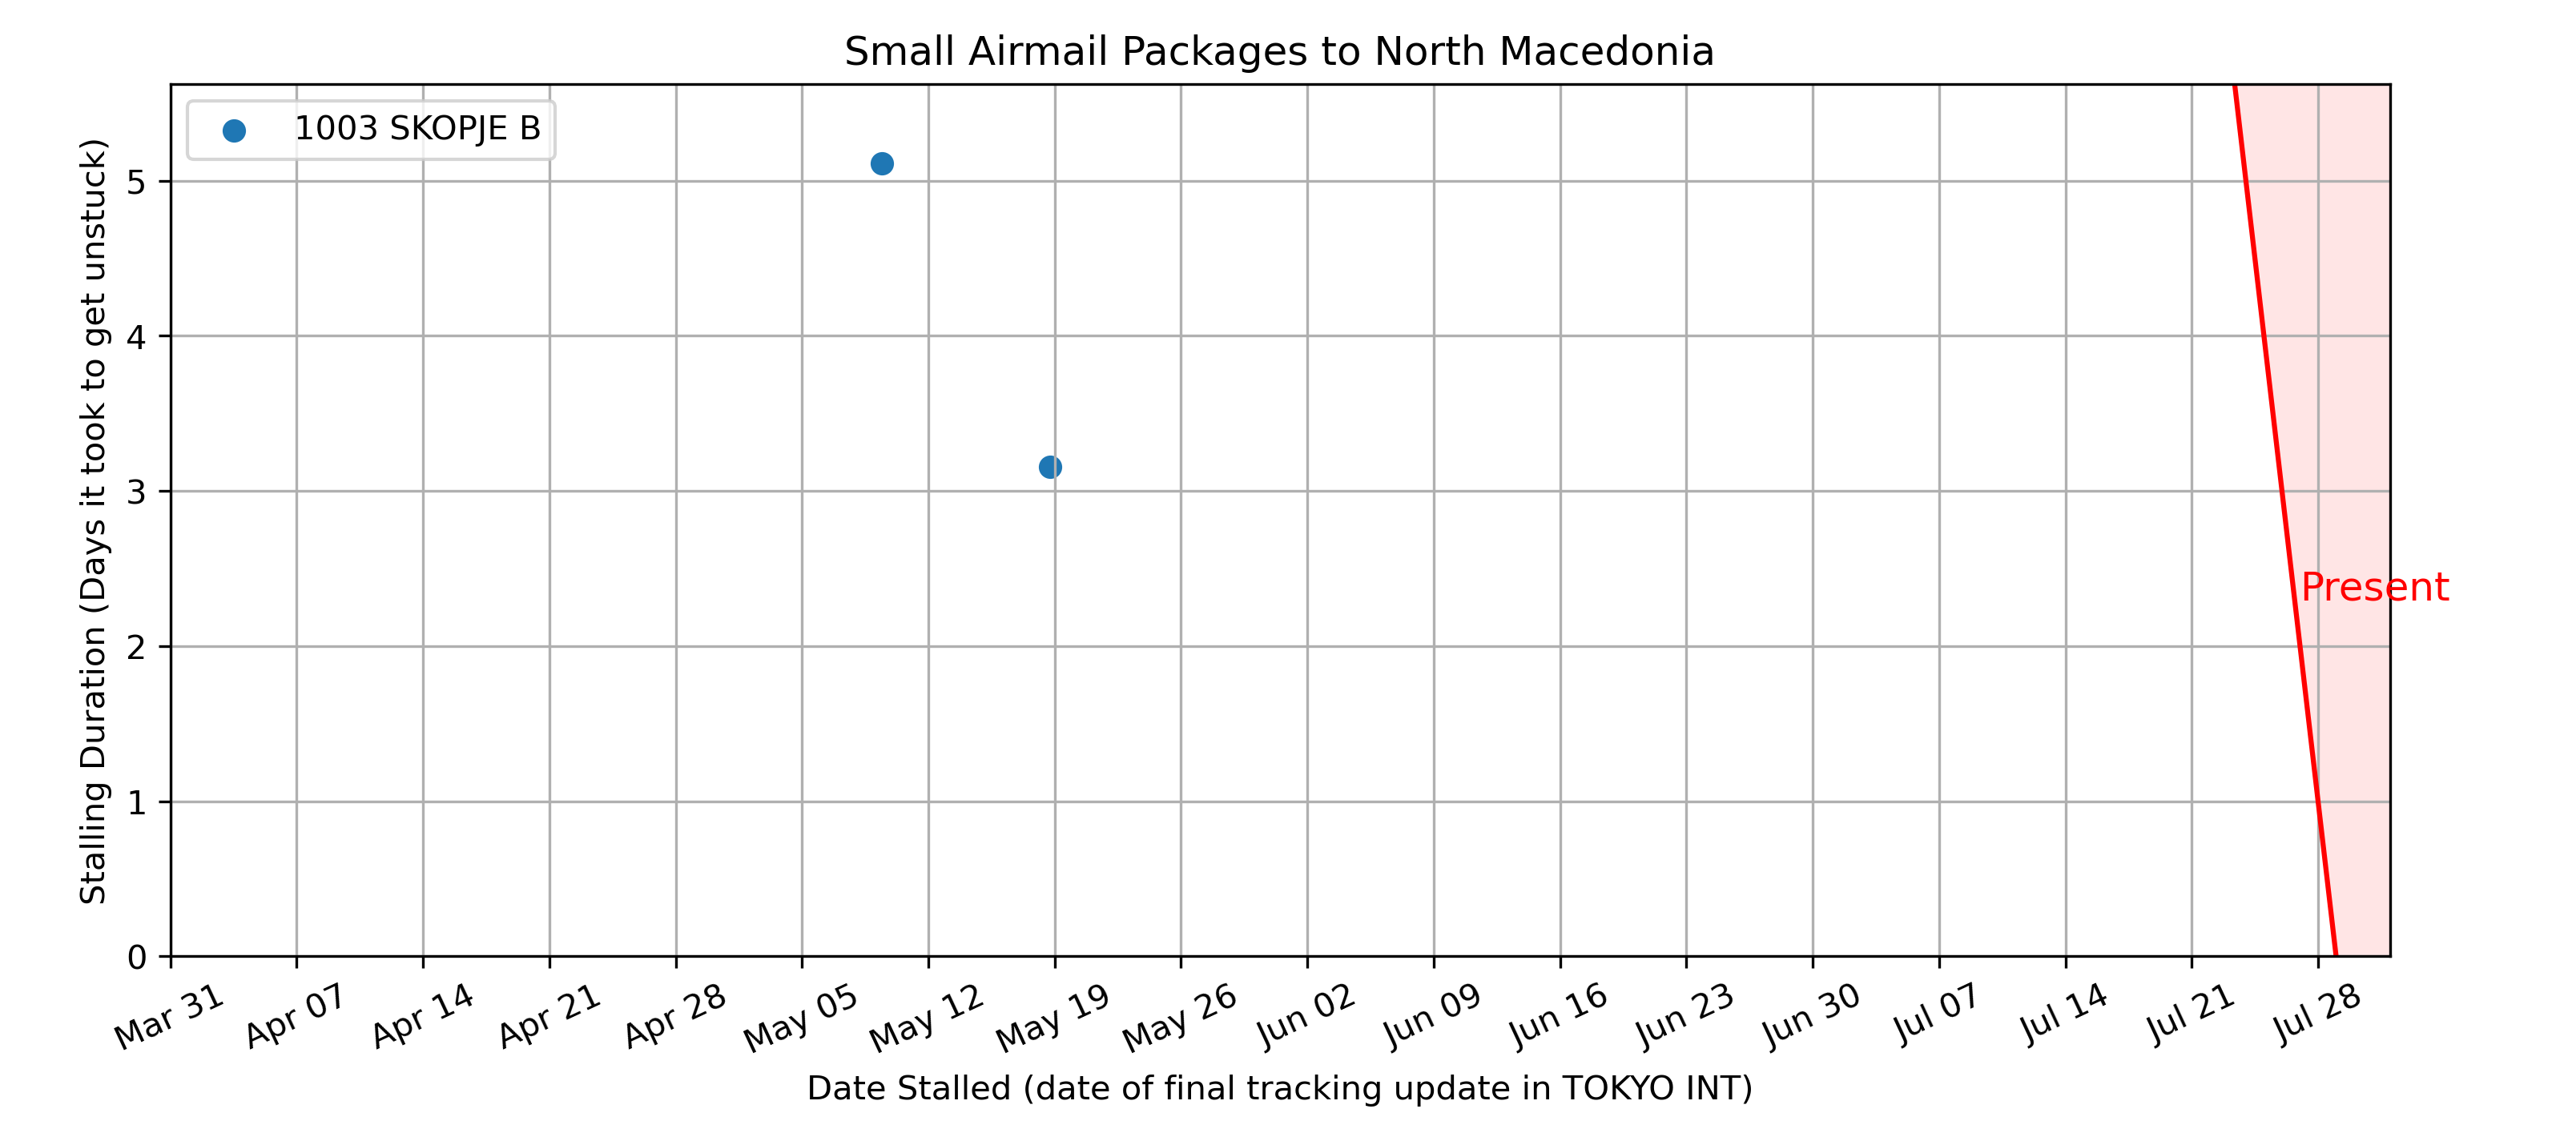 Small Airmail Packages to North Macedonia
1003 SKOPJE B
Stalling Duration (Days it took to get unstuck)
5
4
3
2
1
0
Present
Mar 31
Apr 07
Apr 14
Apr 21
Apr 28
May 05
May 12
May 19
May 26
Jun 02
Jun 09
Jun 16
Jun 23
Jun 30
Jul 07
Jul 14
Jul 21
Jul 28
Date Stalled (date of final tracking update in TOKYO INT)